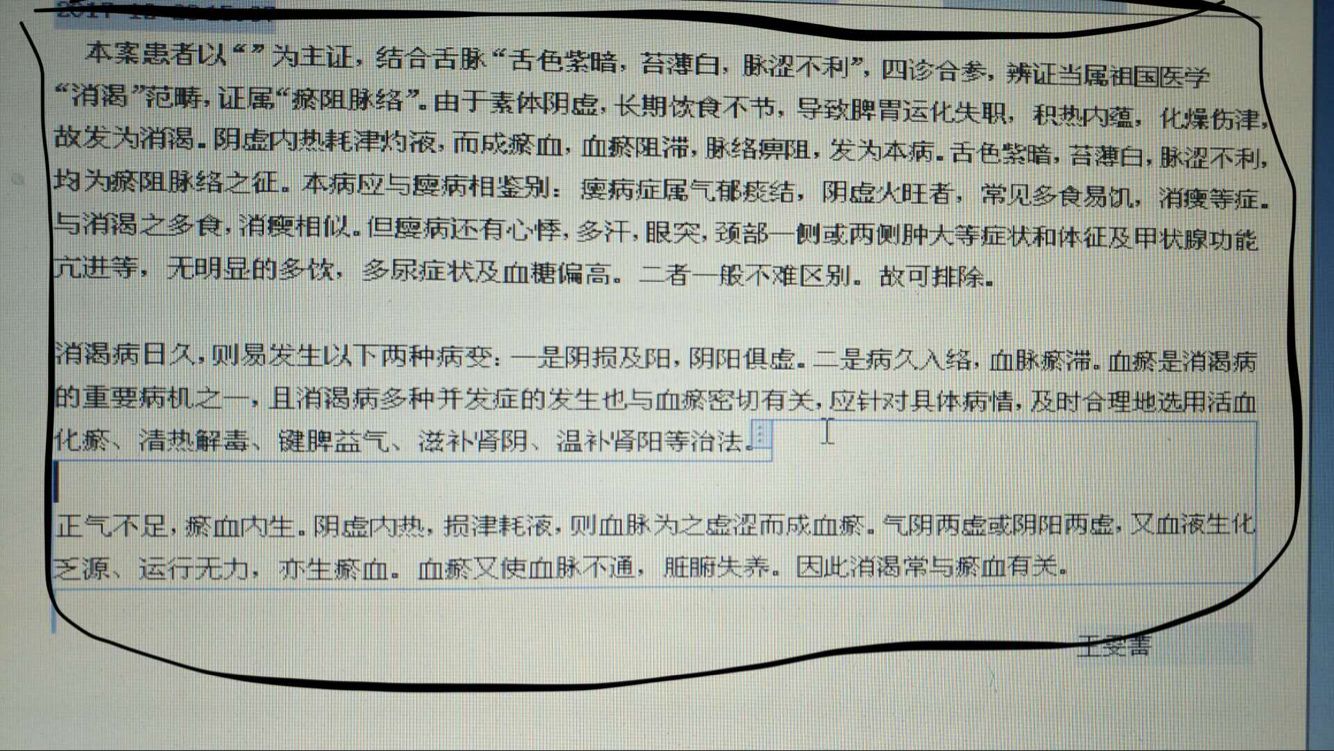 本案患者以“”为主证，结合舌脉“舌色紫暗，苔薄白，脉涩不利”，四诊合参，辨证当属祖国医学
“消渴”范畴，证属“瘀阻脉络”。由于素体阴虚，长期饮食不节，导致脾胃运化失职，积热内蕴，化燥伤津，
故发为消渴。阴虚内热耗津灼液，而成瘀血，血瘀阻滞，脉络痹阻，发为本病。舌色紫暗，苔薄白，脉涩不利，
均为瘀阻脉络之征。本病应与瘿病相鉴别：瘿病症属气郁痰结，阴虚火旺者，常见多食易饥，消瘦等症。
与消渴之多食，消瘦相似。但瘿病还有心悸，多汗，眼突，颈部一侧或两侧肿大等症状和体征及甲状腺功能
亢进等，无明显的多饮，多尿症状及血糖偏高。二者一般不难区别。故可排除。
消渴病日久，则易发生以下两种病变：一是阴损及阳，阴阳俱虚。二是病久入络，血脉瘀滞。血瘀是消渴病
的重要病机之一，且消渴病多种并发症的发生也与血瘀密切有关，应针对具体病情，及时合理地选用活血
化瘀、清热解毒、键脾益气、滋补肾阴、温补肾阳等治法。
正气不足，瘀血内生。阴虚内热，损津耗液，则血脉为之虚涩而成血瘀。气阴两虚或阴阳两虚，又血液生化
乏源、运行无力，亦生瘀血。血瘀又使血脉不通，脏腑失养。因此消渴常与瘀血有关。